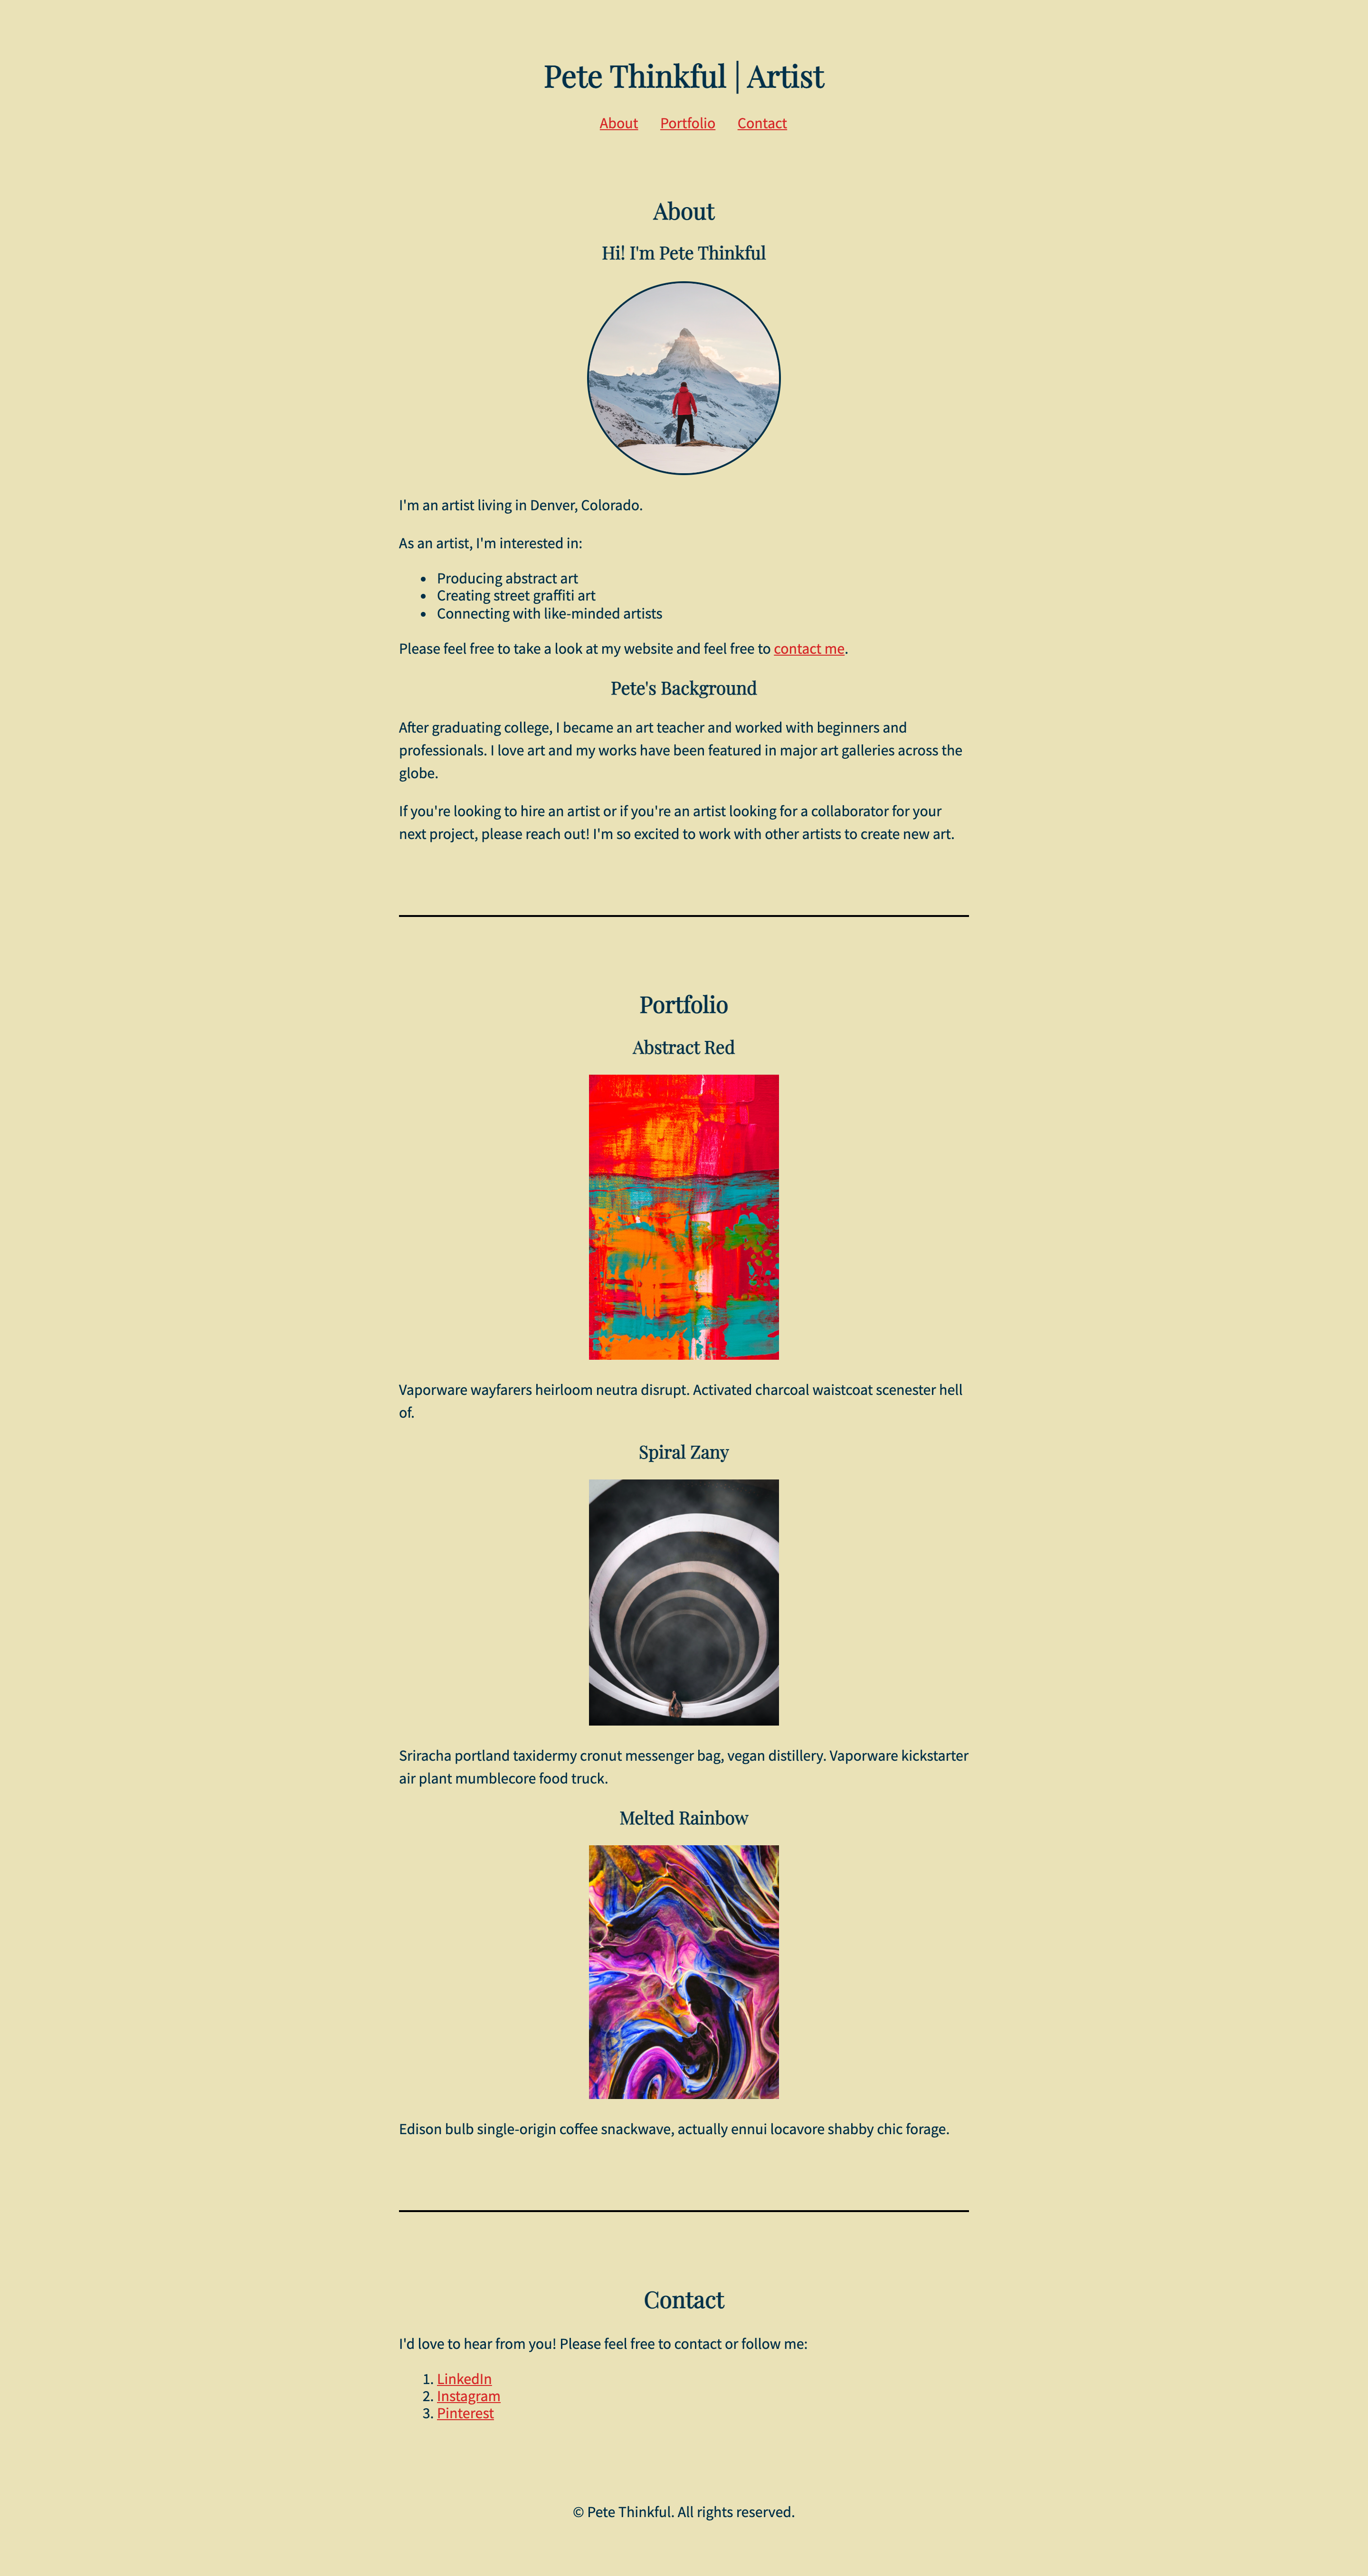 Pete Thinkful | Artist
About Portfolio Contact
About
Hi! I'm Pete Thinkful
I'm an artist living in Denver, Colorado.
As an artist, I'm interested in:
• Producing abstract art
• Creating street graffiti art
• Connecting with like-minded artists
Please feel free to take a look at my website and feel free to contact me.
Pete's Background
After graduating college, I became an art teacher and worked with beginners and
professionals. I love art and my works have been featured in major art galleries across the
globe.
If you're looking to hire an artist or if you're an artist looking for a collaborator for your
next project, please reach out! I'm so excited to work with other artists to create new art.
Portfolio
Abstract Red
Vaporware wayfarers heirloom neutra disrupt. Activated charcoal waistcoat scenester hell
of.
Spiral Zany
Sriracha portland taxidermy cronut messenger bag, vegan distillery. Vaporware kickstarter
air plant mumblecore food truck.
Melted Rainbow
Edison bulb single-origin coffee snackwave, actually ennui locavore shabby chic forage.
Contact
I'd love to hear from you! Please feel free to contact or follow me:
1. LinkedIn
2. Instagram
3. Pinterest
© Pete Thinkful. All rights reserved.